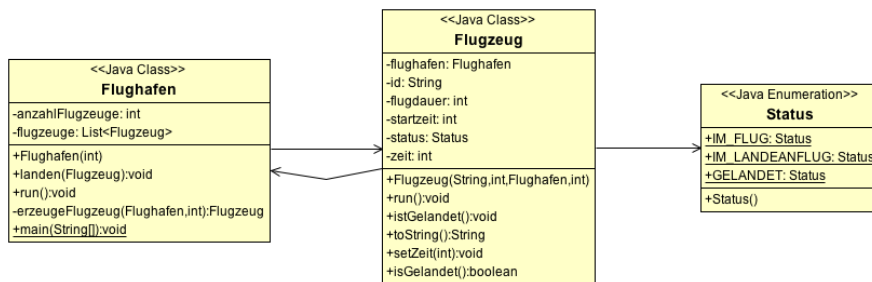 <<Java Class>>
Flughafen
-anzahlFlugzeuge: int
-flugzeuge: List<Flugzeug>
+Flughafen(int)
+landen(Flugzeug):void
+run():void
-erzeugeFlugzeug(Flughafen,int):Flugzeug
+main(String[]):void
<<Java Class>>
Flugzeug
-flughafen: Flughafen
-id: String
-flugdauer: int
-startzeit: int
-status: Status
-zeit: int
+Flugzeug(String,int,Flughafen,int)
+run():void
+istGelandet():void
+toString():String
+setZeit(int):void
+isGelandet():boolean
<<Java Enumeration>>
Status
+IM_FLUG: Status
+IM_LANDEANFLUG: Status
+GELANDET: Status
+Status()